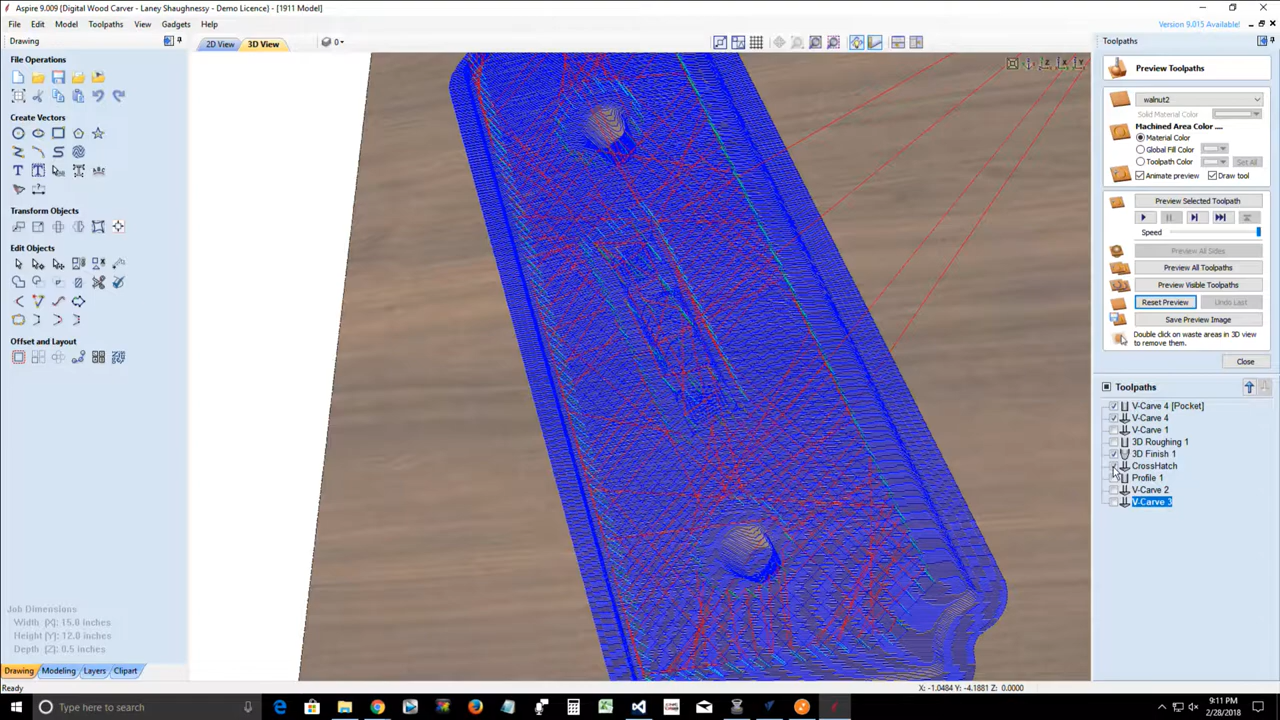 Aspire 9.009 (Digital Wood Carver - Laney Shaughnessy - Demo Licence) - [1911 Model]
File Edit Model Toolpaths View Gadgets Help
Version 9.015 Available!
Drawing
2D View
3D View
0
Toolpaths
File Operations
Create Vectors
Transform Objects
Edit Objects
Offset and Layout
Job Dimensions
Width (X): 15.0 inches
Height (Y): 12.0 inches
Depth (Z): 0.5 inches
Drawing Modeling Layers Clipart
Ready
X: -1.0484 Y: -4.1881 Z: 0.0000
Preview Toolpaths
walnut2
Solid Material Color
Machined Area Color ....
Material Color
Global Fill Color
Toolpath Color
Set All
Animate preview
Draw tool
Preview Selected Toolpath
Speed
Preview All Sides
Preview All Toolpaths
Preview Visible Toolpaths
Reset Preview
Undo Last
Save Preview Image
Double click on waste areas in 3D view
to remove them.
Close
Toolpaths
V-Carve 4 [Pocket]
V-Carve 4
V-Carve 1
3D Roughing 1
3D Finish 1
CrossHatch
Profile 1
V-Carve 2
V-Carve 3
Type here to search
9:11 PM
2/28/2018